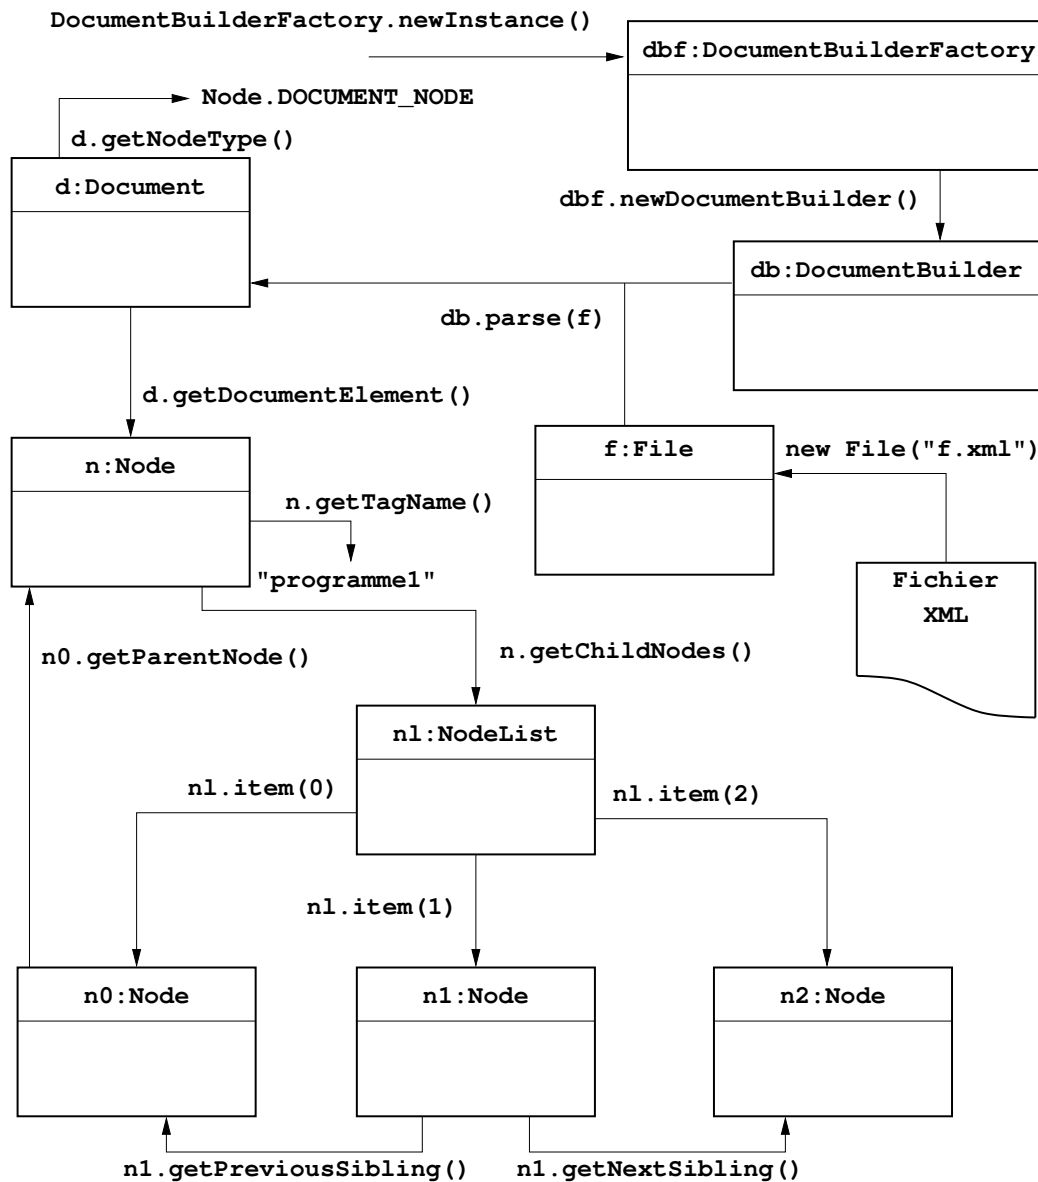 DocumentBuilderFactory.newInstance()
dbf:DocumentBuilderFactory
Node.DOCUMENT_NODE
d.getNodeType()
d:Document
dbf.newDocumentBuilder()
db:DocumentBuilder
db.parse(f)
d.getDocumentElement()
n:Node
f:File
new File("f.xml")
n.getTagName()
"programme1"
Fichier
XML
n0.getParentNode()
n.getChildNodes()
nl:NodeList
nl.item(0)
nl.item(2)
nl.item(1)
n0:Node
n1:Node
n2:Node
n1.getPreviousSibling()
n1.getNextSibling()